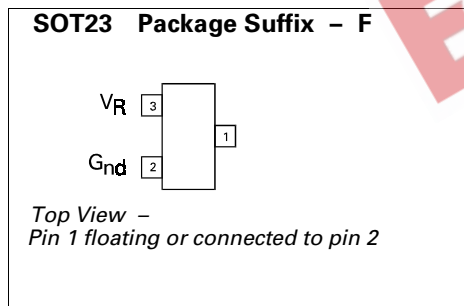 SOT23 Package Suffix – F
VR 3
1
Gnd 2
Top View –
Pin 1 floating or connected to pin 2